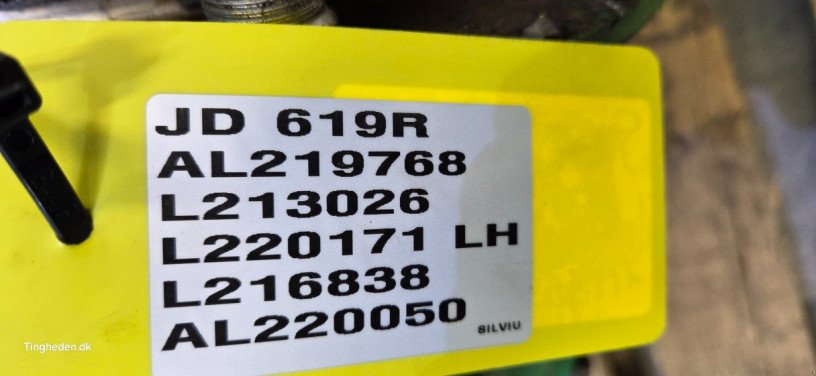 JD 619R
AL219768
L213026
L220171 LH
L216838
AL220050
SILVIU
Tingheden.dk